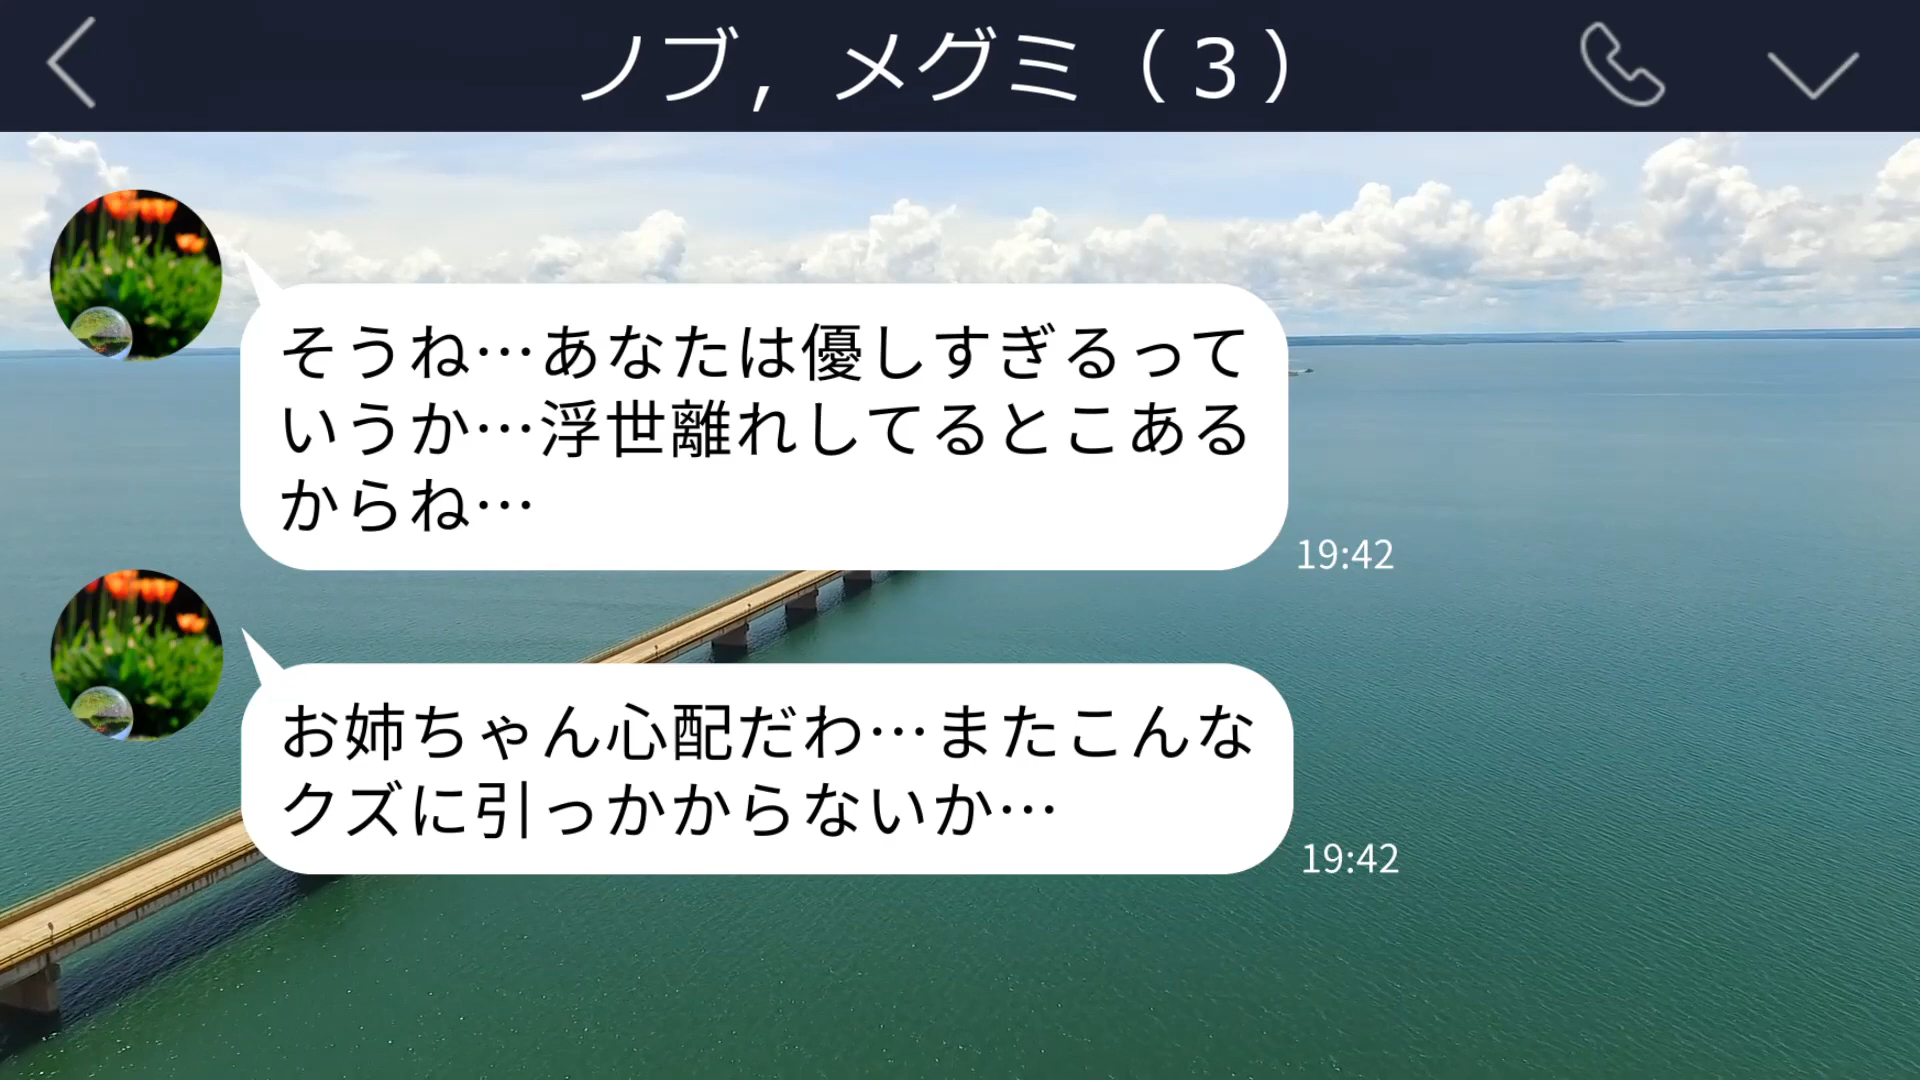 ノブ, メグミ（3）
そうね…あなたは優しすぎるって
いうか…浮世離れしてるとこある
からね…
19:42
お姉ちゃん心配だわ…またこんな
クズに引っかからないか…
19:42